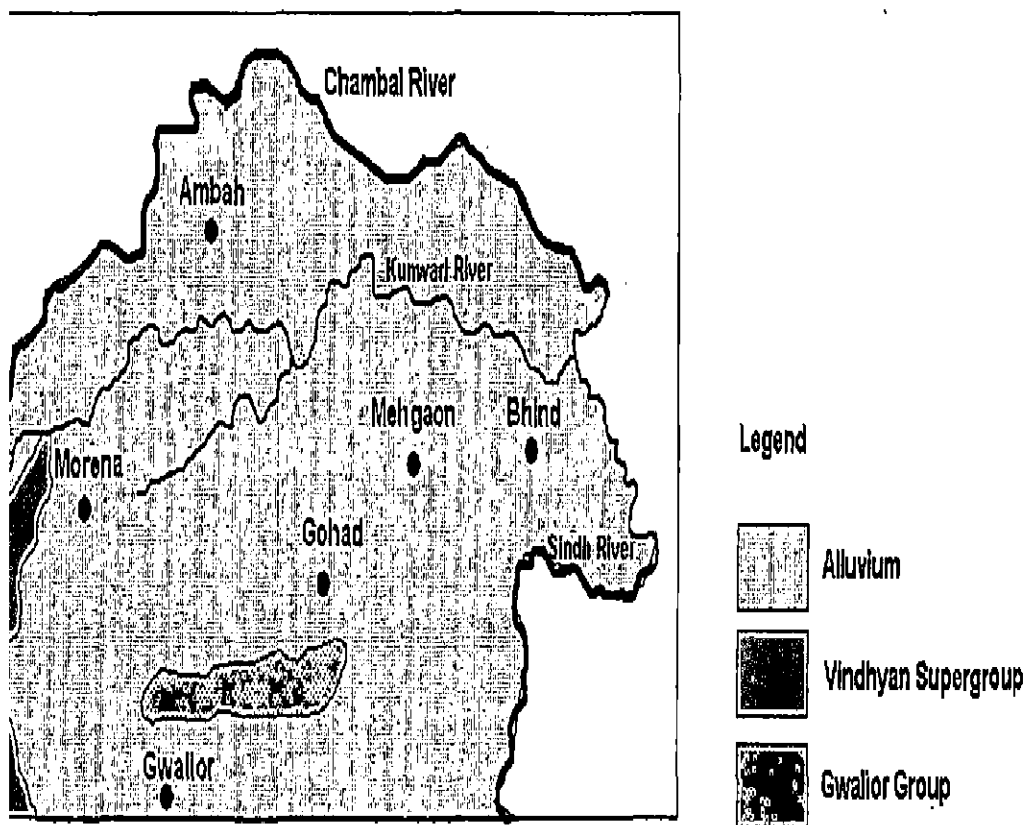 Chambal River
Ambah
Kunwari River
Mehgaon
Bhind
Legend
Morena
Gohad
Sindh River
Alluvium
Vindhyan Supergroup
Gwalior
Gwalior Group